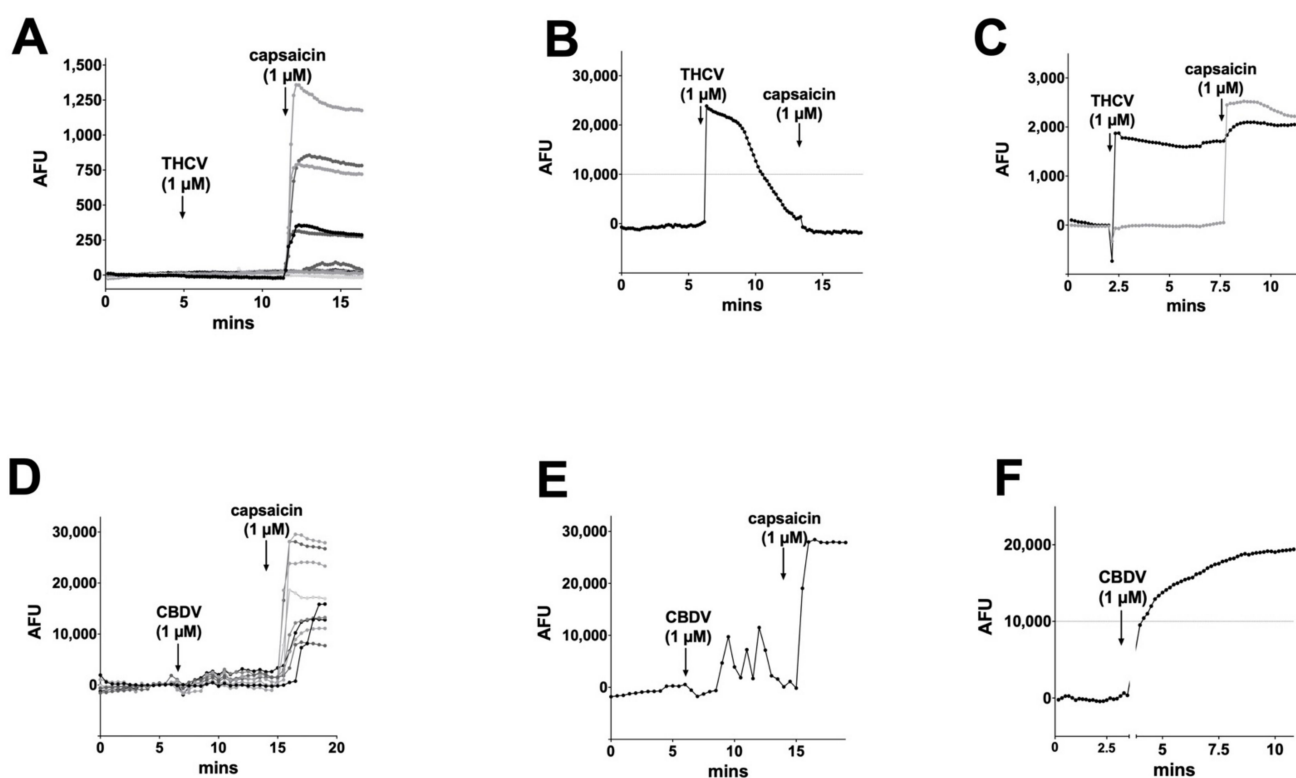 A
AFU
1,500
1,250
1,000
750
500
250
0
THCV
(1 µM)
capsaicin
(1 µM)
0 5 10 15
mins
B
AFU
30,000
20,000
10,000
0
THCV
(1 µM)
capsaicin
(1 µM)
0 5 10 15
mins
C
AFU
3,000
2,000
1,000
0
THCV
(1 µM)
capsaicin
(1 µM)
0 2.5 5 7.5 10
mins
D
AFU
30,000
20,000
10,000
0
CBDV
(1 µM)
capsaicin
(1 µM)
0 5 10 15 20
mins
E
AFU
30,000
20,000
10,000
0
CBDV
(1 µM)
capsaicin
(1 µM)
0 5 10 15
mins
F
AFU
20,000
10,000
0
CBDV
(1 µM)
0 2.5 5 7.5 10
mins